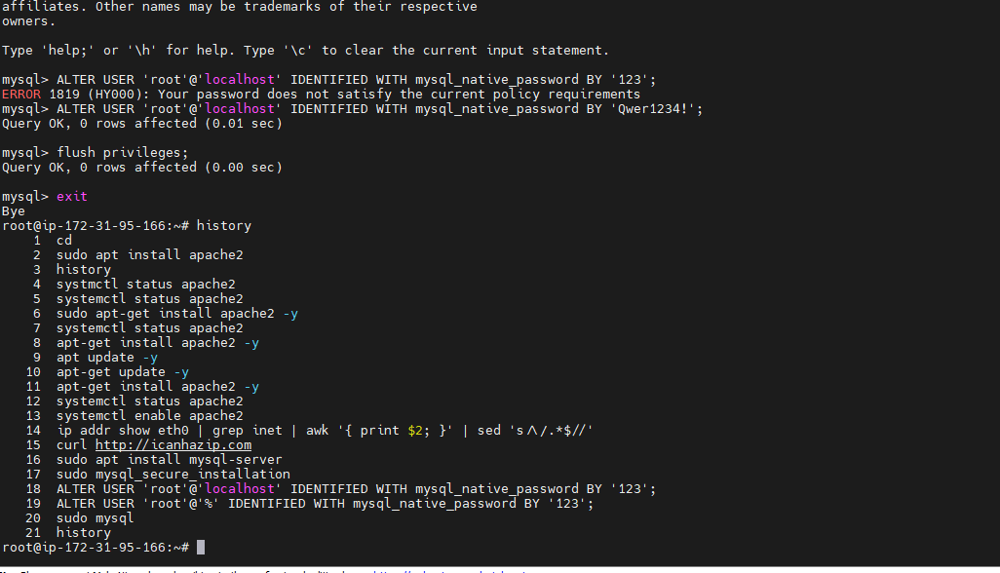 affiliates. Other names may be trademarks of their respective
owners.
Type 'help;' or '\h' for help. Type '\c' to clear the current input statement.
mysql> ALTER USER 'root'@'localhost' IDENTIFIED WITH mysql_native_password BY '123';
ERROR 1819 (HY000): Your password does not satisfy the current policy requirements
mysql> ALTER USER 'root'@'localhost' IDENTIFIED WITH mysql_native_password BY 'Qwer1234!';
Query OK, 0 rows affected (0.01 sec)
mysql> flush privileges;
Query OK, 0 rows affected (0.00 sec)
mysql> exit
Bye
root@ip-172-31-95-166:~# history
1 cd
2 sudo apt install apache2
3 history
4 systmctl status apache2
5 systemctl status apache2
6 sudo apt-get install apache2 -y
7 systemctl status apache2
8 apt-get install apache2 -y
9 apt update -y
10 apt-get update -y
11 apt-get install apache2 -y
12 systemctl status apache2
13 systemctl enable apache2
14 ip addr show eth0 | grep inet | awk '{ print $2; }' | sed 's/\/.*$//'
15 curl http://icanhazip.com
16 sudo apt install mysql-server
17 sudo mysql_secure_installation
18 ALTER USER 'root'@'localhost' IDENTIFIED WITH mysql_native_password BY '123';
19 ALTER USER 'root'@'%' IDENTIFIED WITH mysql_native_password BY '123';
20 sudo mysql
21 history
root@ip-172-31-95-166:~#